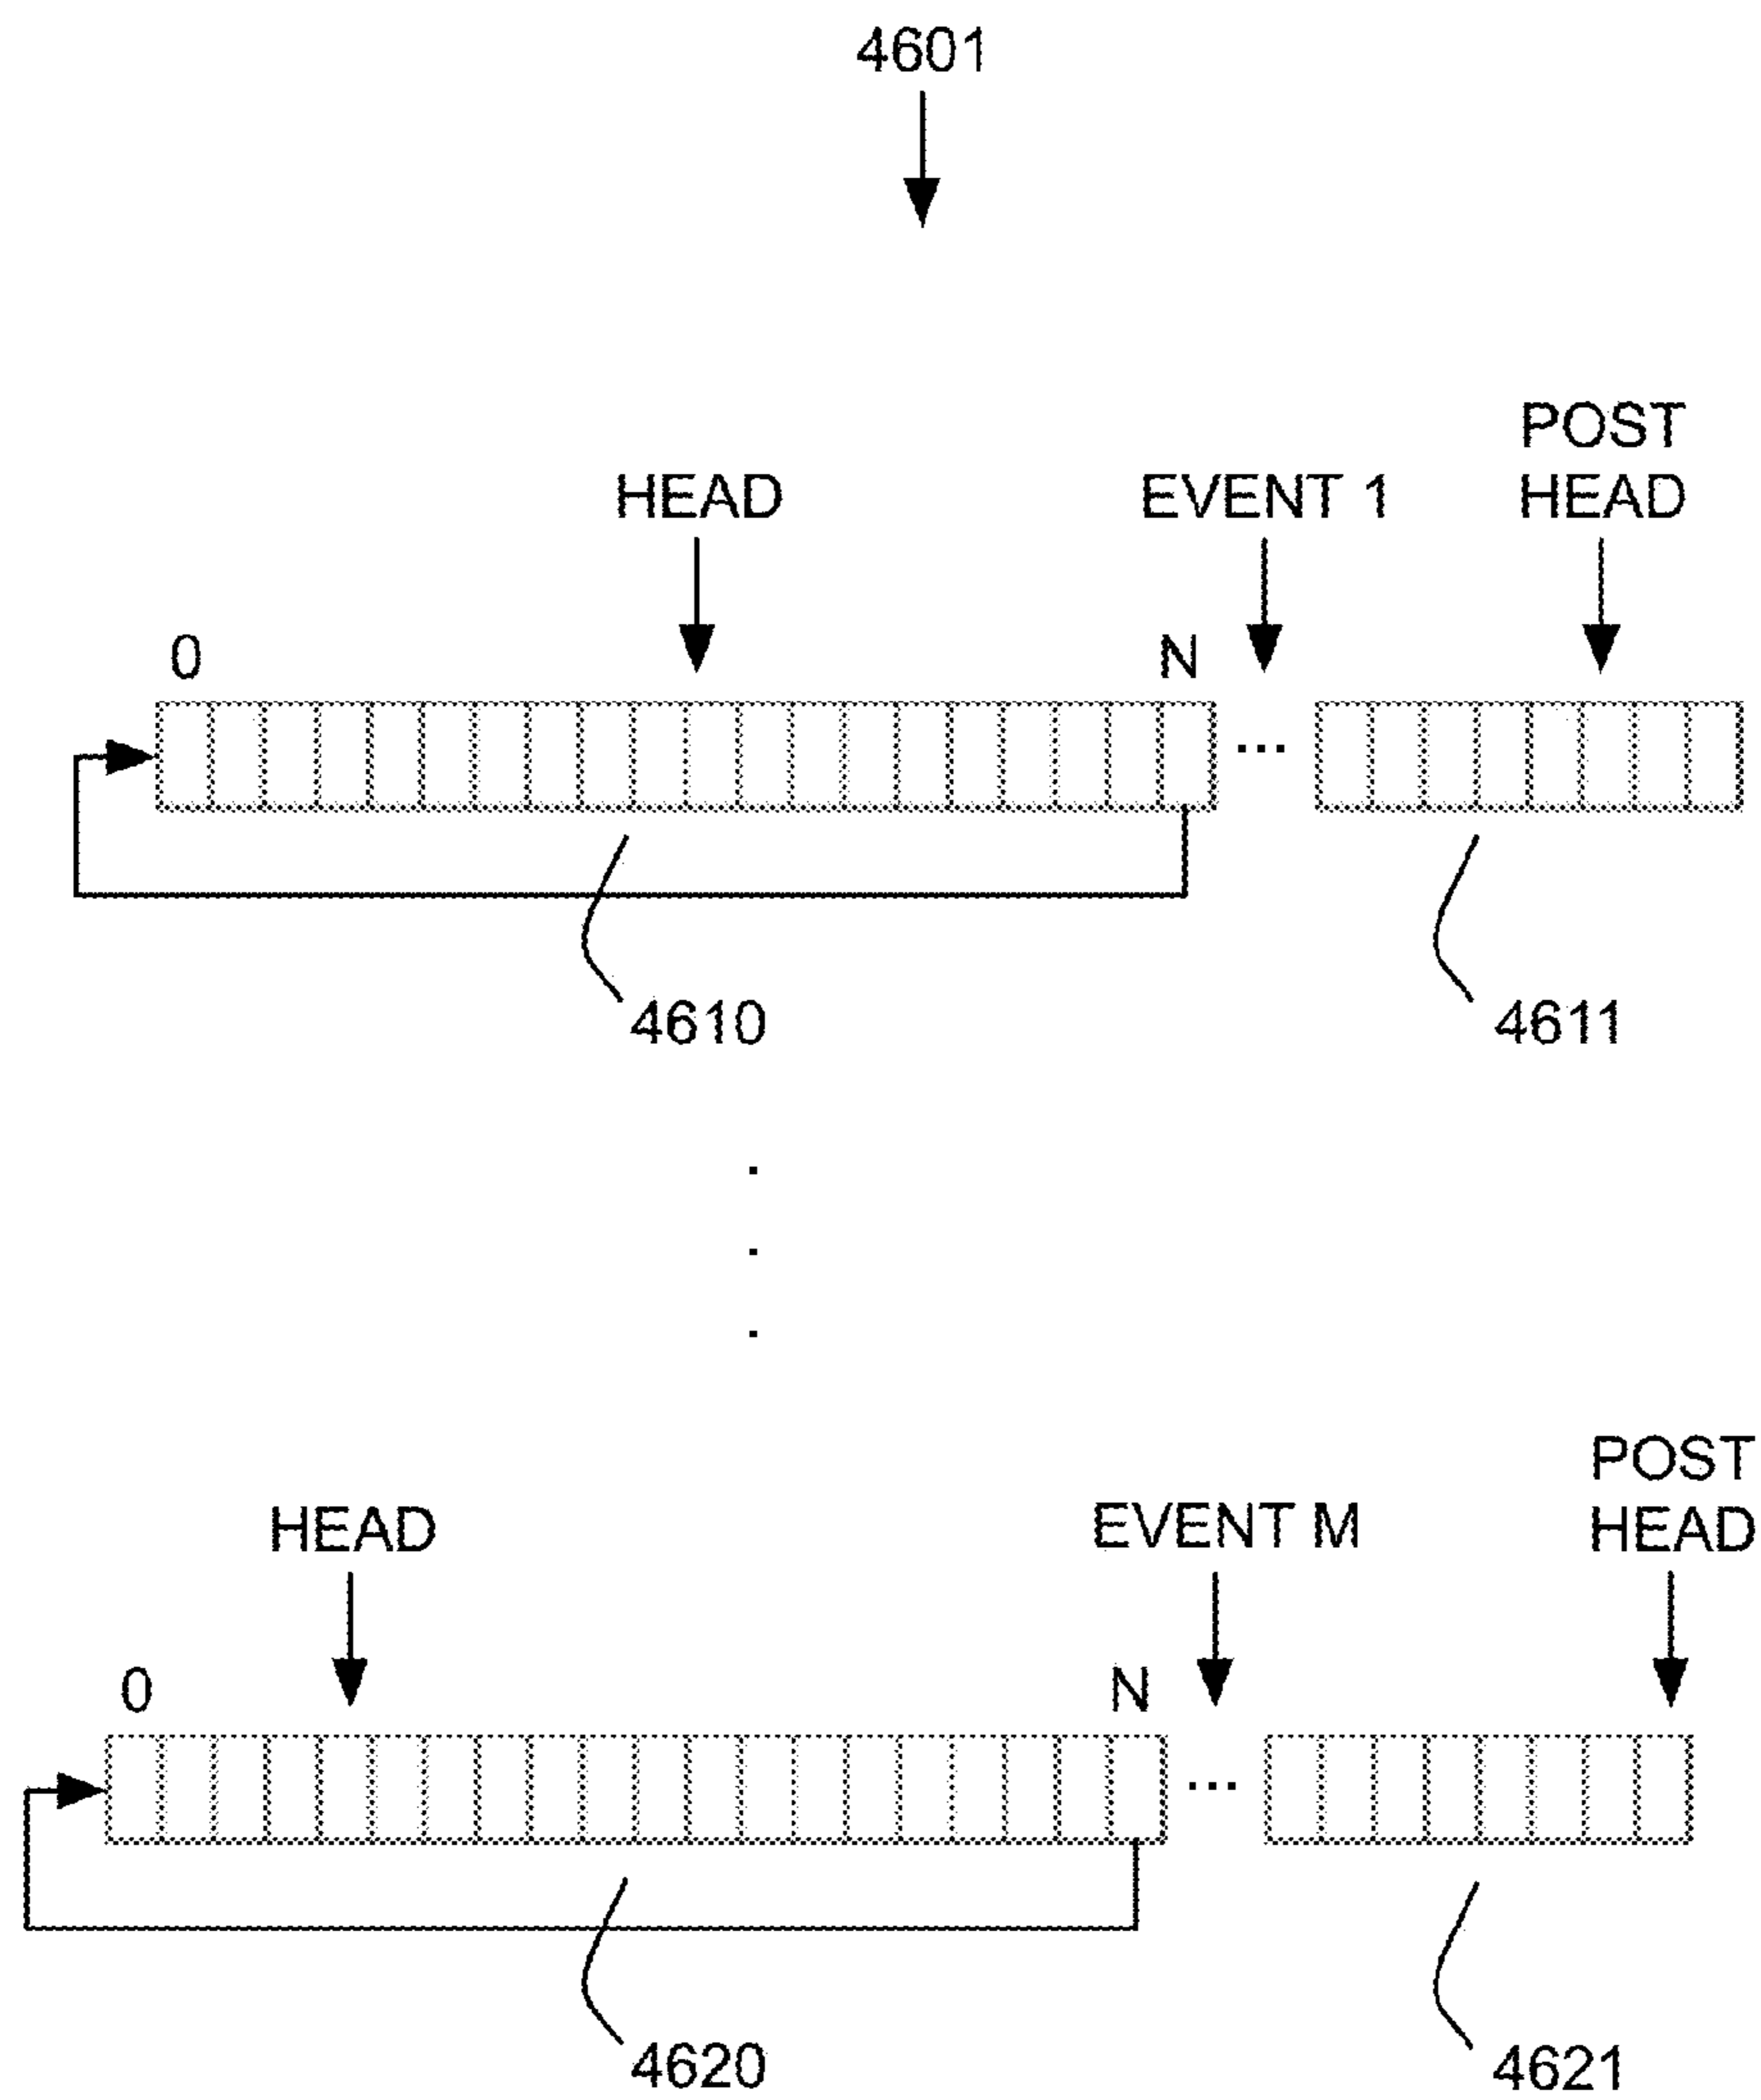 4601
POST
HEAD EVENT 1 HEAD
0 N
...
4610 4611
POST
HEAD EVENT M HEAD
0 N
...
4620 4621